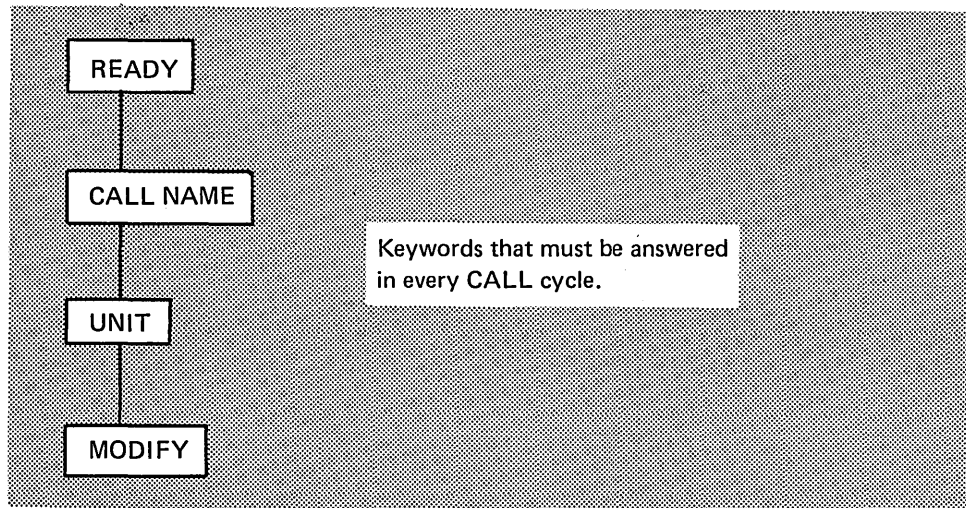 READY
CALL NAME
Keywords that must be answered
in every CALL cycle.
UNIT
MODIFY